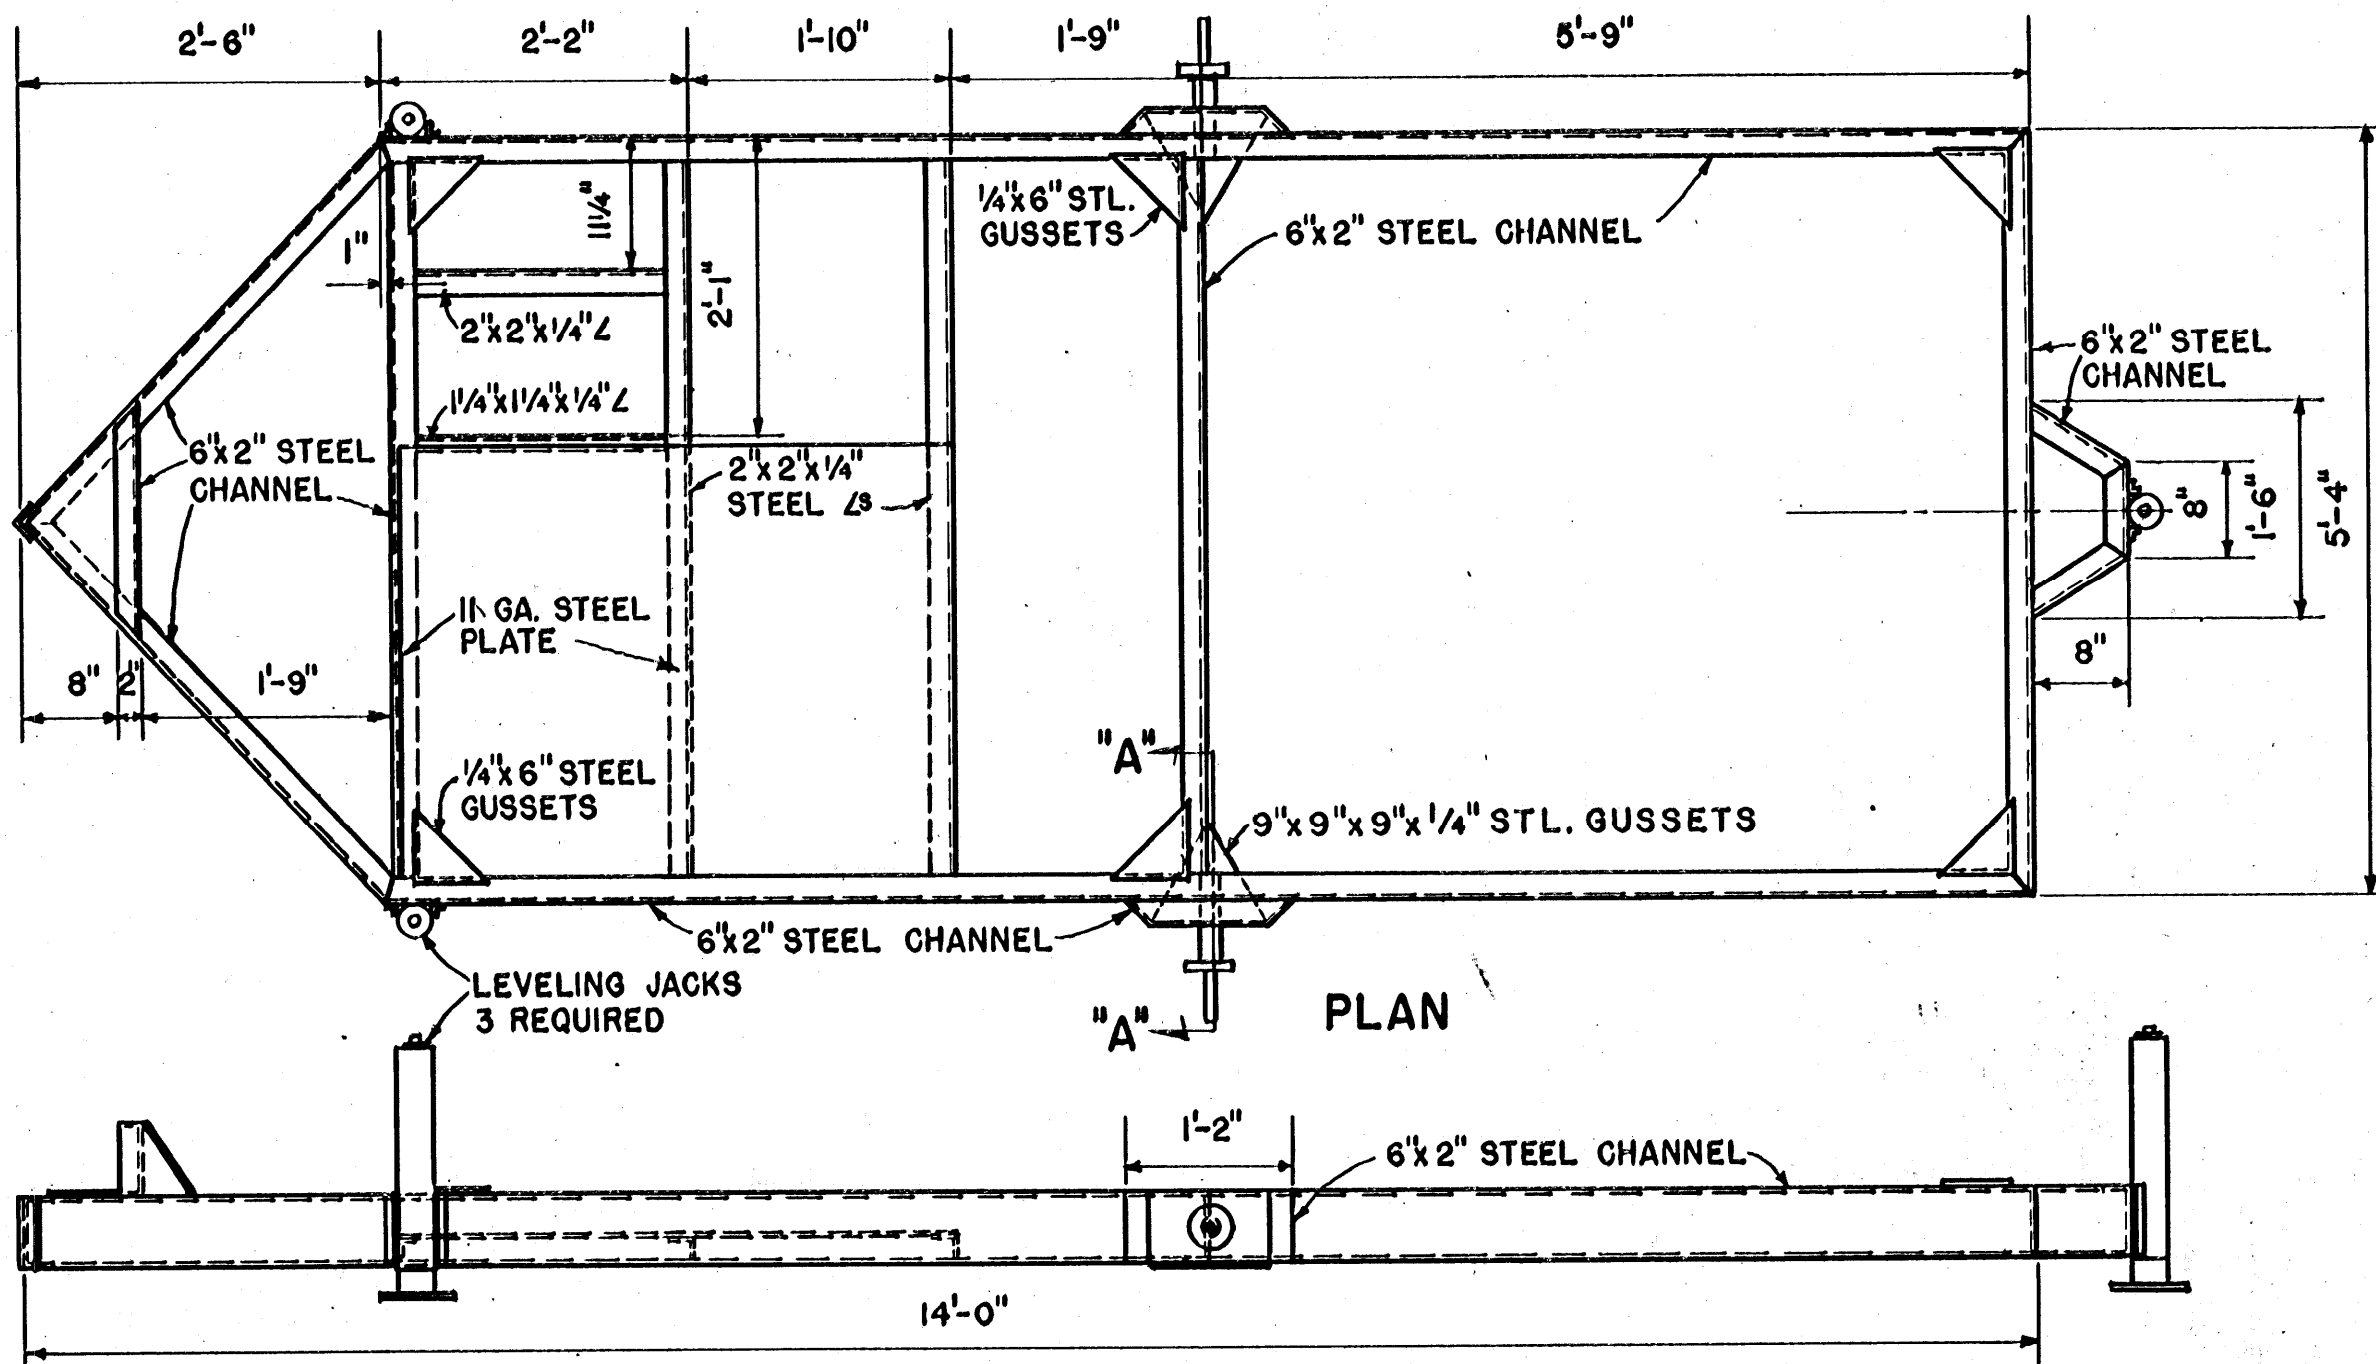 2'-6" 2'-2" 1'-10" 1'-9" 5'-9"
11 1/4"
1/4"x6" STL.
GUSSETS
6"x2" STEEL CHANNEL
1"
2'-1"
2"x2"x1/4"∠
6"x2" STEEL
CHANNEL
1 1/4"x1 1/4"x1/4"∠
6"x2" STEEL
CHANNEL
2"x2"x1/4"
STEEL ∠s
8"
1'-6"
5'-4"
11 GA. STEEL
PLATE
8" 2" 1'-9"
8"
"A"
1/4"x6" STEEL
GUSSETS
9"x9"x9"x1/4" STL. GUSSETS
6"x2" STEEL CHANNEL
LEVELING JACKS
3 REQUIRED
"A"
PLAN
1'-2"
6"x2" STEEL CHANNEL
14'-0"